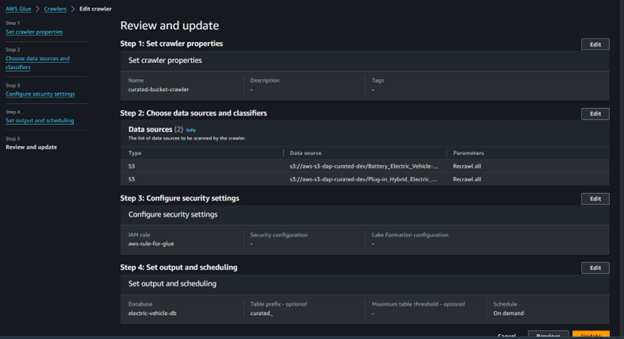 AWS Glue > Crawlers > Edit crawler
Step 1
Set crawler properties
Step 2
Choose data sources and
classifiers
Step 3
Configure security settings
Step 4
Set output and scheduling
Step 5
Review and update
Review and update
Step 1: Set crawler properties
Edit
Set crawler properties
Name
Description
Tags
curated-bucket-crawler
-
-
Step 2: Choose data sources and classifiers
Edit
Data sources (2) Info
The list of data sources to be scanned by the crawler.
Type
Data source
Parameters
S3
s3://aws-s3-dap-curated-dev/Battery_Electric_Vehicle-...
Recrawl all
S3
s3://aws-s3-dap-curated-dev/Plug-in_Hybrid_Electric_...
Recrawl all
Step 3: Configure security settings
Edit
Configure security settings
IAM role
Security configuration
Lake Formation configuration
aws-rule-for-glue
-
-
Step 4: Set output and scheduling
Edit
Set output and scheduling
Database
Table prefix - optional
Maximum table threshold - optional
Schedule
electric-vehicle-db
curated_
-
On demand
Cancel
Previous
Update